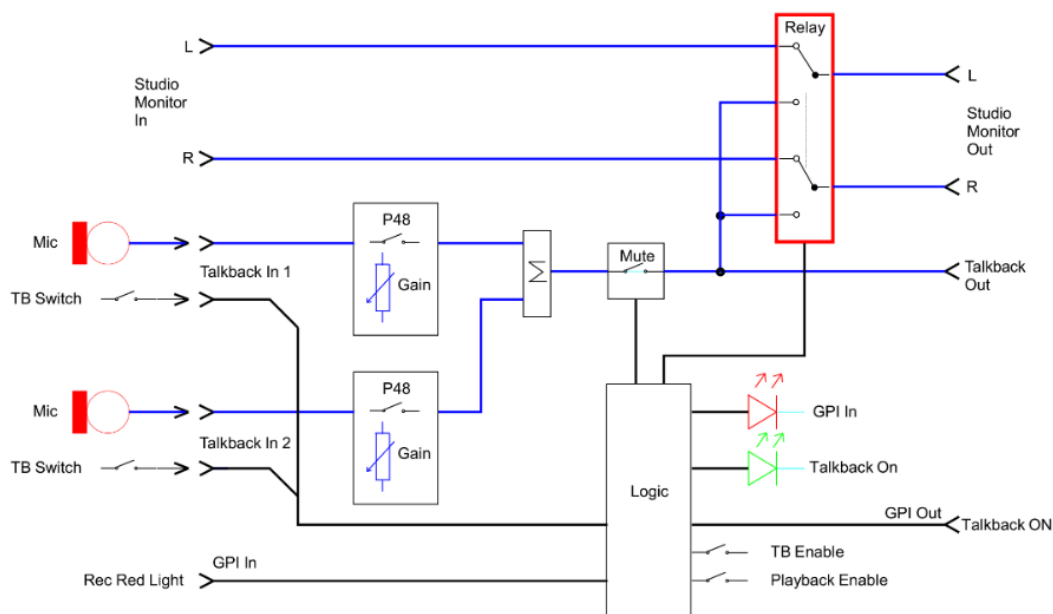 Relay
L
Studio
Monitor
In
L
Studio
Monitor
Out
R
R
P48
Mic
Talkback In 1
Gain
Σ
Mute
Talkback
Out
TB Switch
P48
Mic
GPI In
Talkback In 2
Gain
TB Switch
Talkback On
Logic
GPI Out
Talkback ON
TB Enable
GPI In
Rec Red Light
Playback Enable